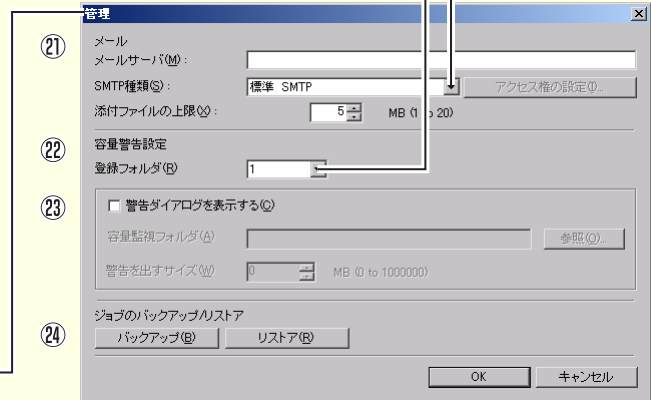 管理
㉑
メール
メールサーバ(M) :
SMTP種類(S) :
標準 SMTP
アクセス権の設定(I)...
添付ファイルの上限(X) :
5
MB (1 to 20)
㉒
容量警告設定
登録フォルダ(R)
1
㉓
警告ダイアログを表示する(C)
容量監視フォルダ(A)
参照(O)...
警告を出すサイズ(W)
0
MB (0 to 1000000)
㉔
ジョブのバックアップ/リストア
バックアップ(B)
リストア(R)
OK
キャンセル